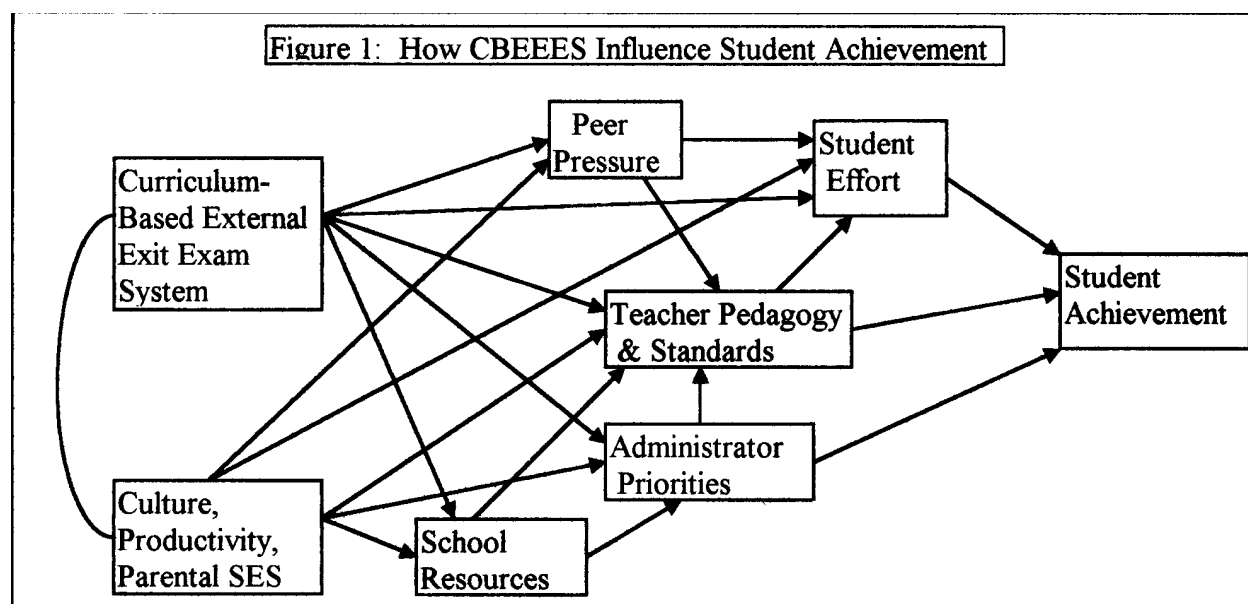 Figure 1: How CBEEES Influence Student Achievement
Peer
Pressure
Student
Effort
Curriculum-
Based External
Exit Exam
System
Student
Achievement
Teacher Pedagogy
& Standards
Administrator
Priorities
Culture,
Productivity,
Parental SES
School
Resources